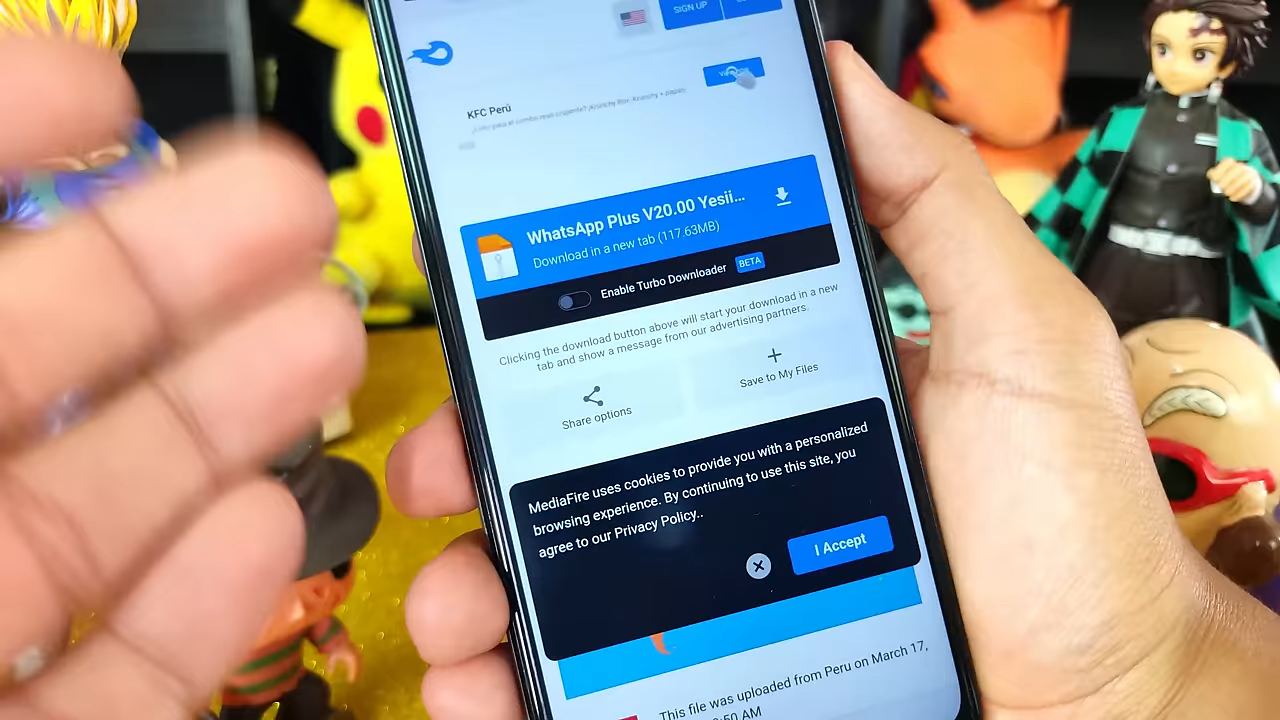 SIGN UP
KFC Perú
WhatsApp Plus V20.00 Yesii...
Download in a new tab (117.63MB)
Enable Turbo Downloader BETA
Clicking the download button above will start your download in a new
tab and show a message from our advertising partners.
Share options
Save to My Files
MediaFire uses cookies to provide you with a personalized
browsing experience. By continuing to use this site, you
agree to our Privacy Policy..
I Accept
This file was uploaded from Peru on March 17,
:50 AM